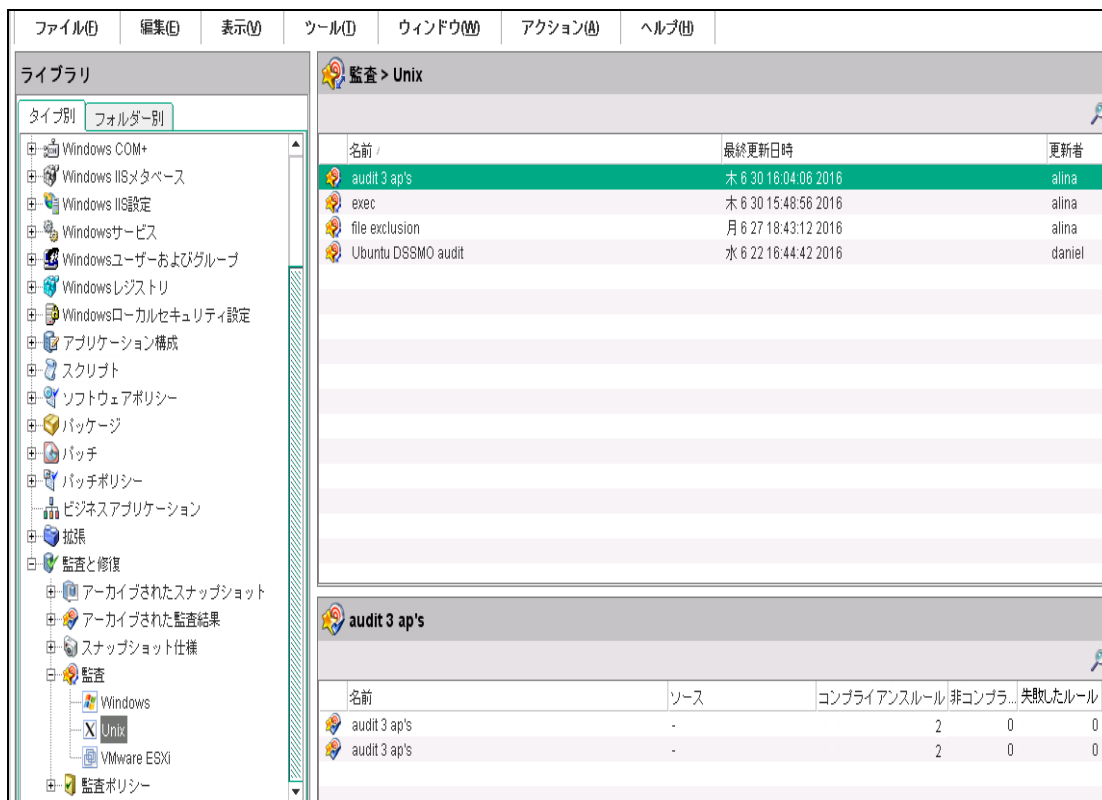 ファイル(F) 編集(E) 表示(V) ツール(T) ウィンドウ(W) アクション(A) ヘルプ(H)
ライブラリ
タイプ別 フォルダー別
Windows COM+
Windows IISメタベース
Windows IIS設定
Windowsサービス
Windowsユーザーおよびグループ
Windowsレジストリ
Windowsローカルセキュリティ設定
アプリケーション構成
スクリプト
ソフトウェアポリシー
パッケージ
パッチ
パッチポリシー
ビジネスアプリケーション
拡張
監査と修復
アーカイブされたスナップショット
アーカイブされた監査結果
スナップショット仕様
監査
Windows
Unix
VMware ESXi
監査ポリシー
監査 > Unix
名前 最終更新日時 更新者
audit 3 ap's 木 6 30 16:04:06 2016 alina
exec 木 6 30 15:48:56 2016 alina
file exclusion 月 6 27 18:43:12 2016 alina
Ubuntu DSSMO audit 水 6 22 16:44:42 2016 daniel
audit 3 ap's
名前 ソース コンプライアンスルール 非コンプラ... 失敗したルール
audit 3 ap's - 2 0 0
audit 3 ap's - 2 0 0